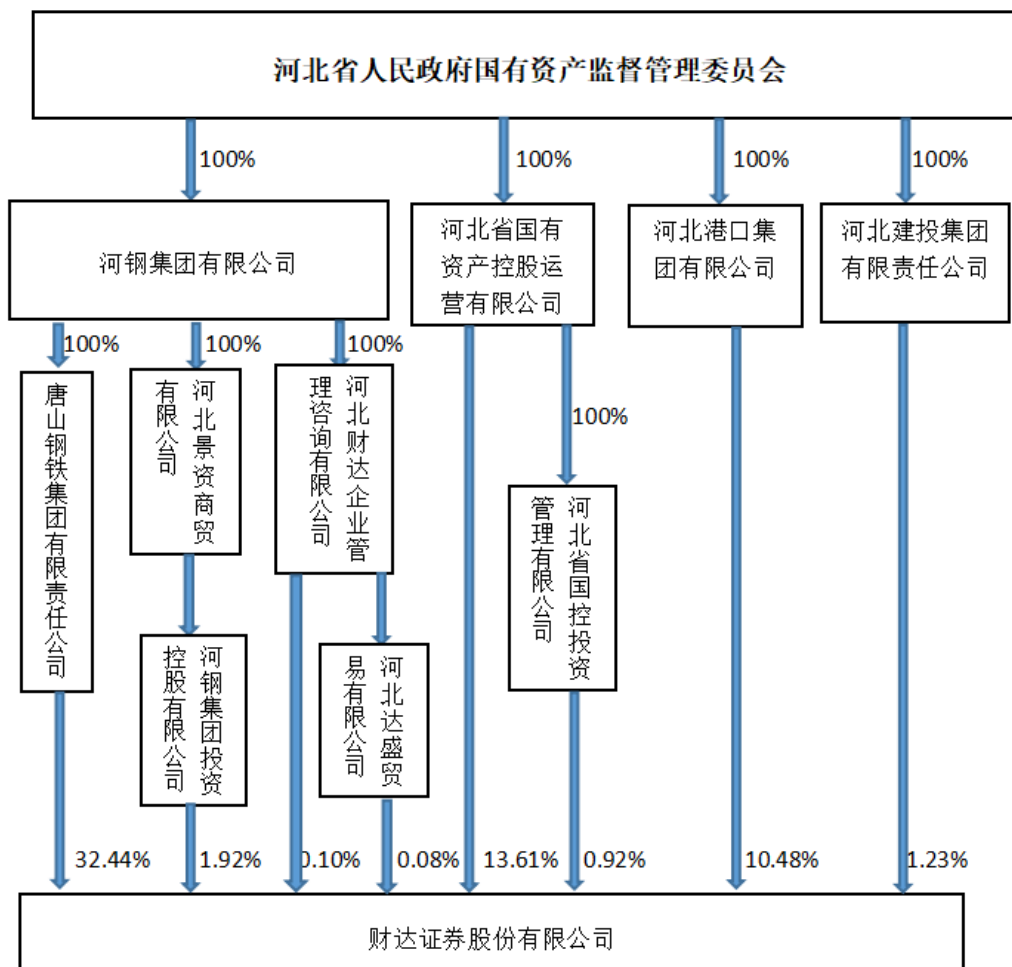 河北省人民政府国有资产监督管理委员会
100%
100%
100%
100%
河钢集团有限公司
河北省国有
资产控股运
营有限公司
河北港口集
团有限公司
河北建投集团
有限责任公司
100%
100%
100%
100%
唐山钢铁集团有限责任公司
河北景资商贸
有限公司
河北财达企业管
理咨询有限公司
河北省国控投资
管理有限公司
河钢集团投资
控股有限公司
河北达盛贸
易有限公司
32.44%
1.92%
0.10%
0.08%
13.61%
0.92%
10.48%
1.23%
财达证券股份有限公司